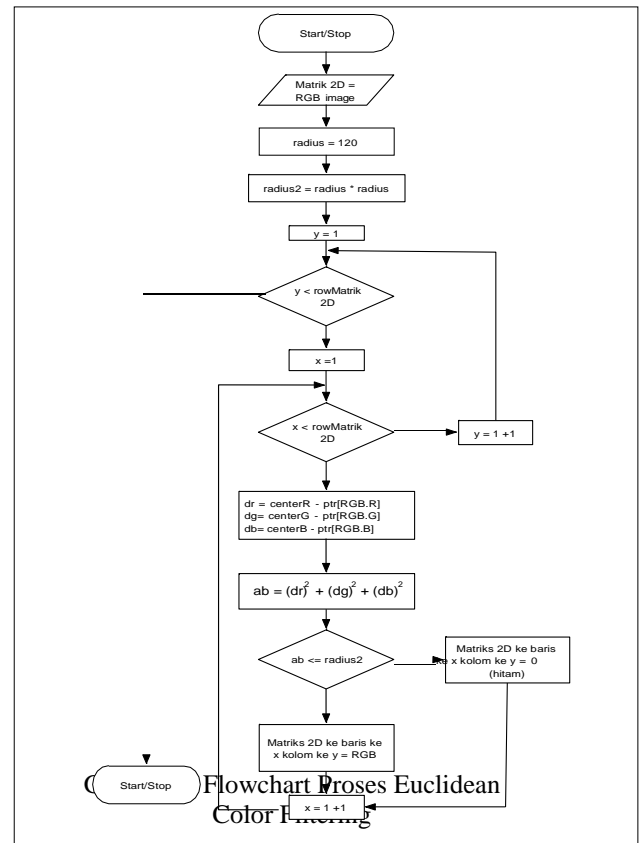 Start/Stop
Matrik 2D =
RGB image
radius = 120
radius2 = radius * radius
y = 1
y < rowMatrik
2D
x =1
x < rowMatrik
2D
y = 1 +1
dr = centerR - ptr[RGB.R]
dg= centerG - ptr[RGB.G]
db= centerB - ptr[RGB.B]
ab = (dr)² + (dg)² + (db)²
ab <= radius2
Matriks 2D ke baris
ke x kolom ke y = 0
(hitam)
Matriks 2D ke baris ke
x kolom ke y = RGB
Start/Stop
Flowchart Proses Euclidean
Color Filtering
x = 1 +1